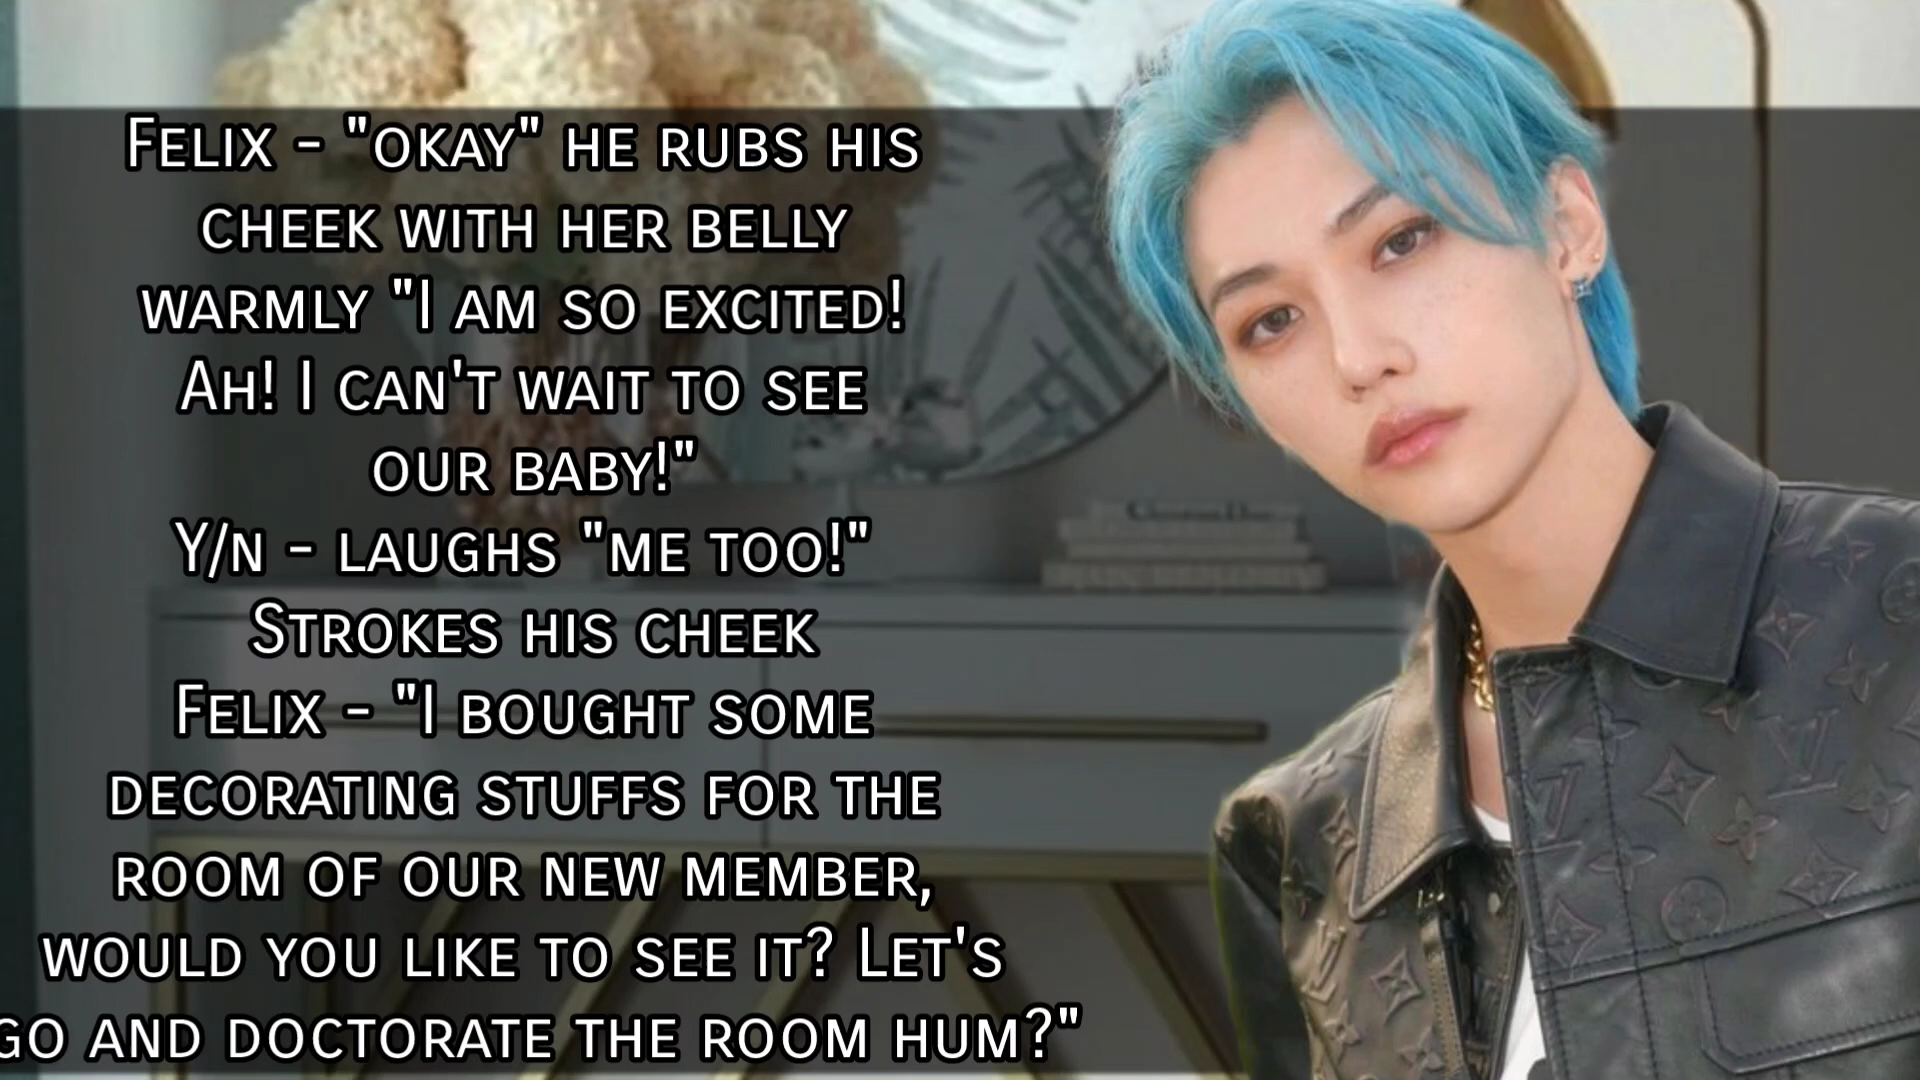 Felix - "okay" he rubs his
cheek with her belly
warmly "I am so excited!
Ah! I can't wait to see
our baby!"
Y/n - laughs "me too!"
Strokes his cheek
Felix - "I bought some
decorating stuffs for the
room of our new member,
would you like to see it? Let's
go and doctorate the room hum?"
Christian Dior